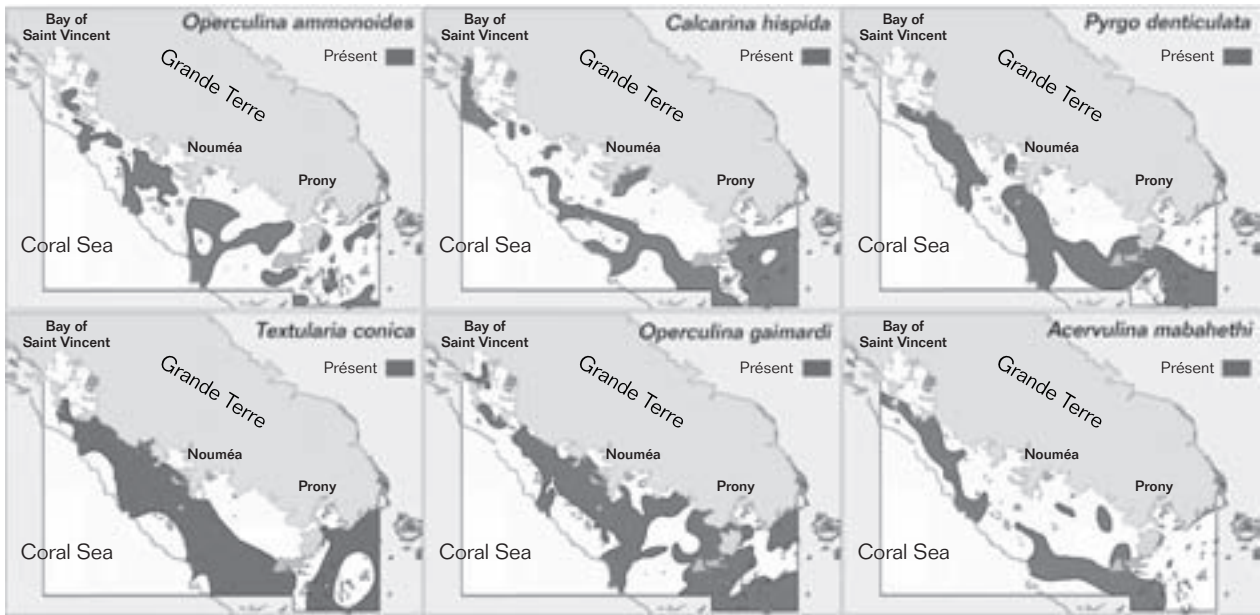 Operculina ammonoides
Bay of
Saint Vincent
Présent
Grande Terre
Nouméa
Prony
Coral Sea
Calcarina hispida
Bay of
Saint Vincent
Présent
Grande Terre
Nouméa
Prony
Coral Sea
Pyrgo denticulata
Bay of
Saint Vincent
Présent
Grande Terre
Nouméa
Prony
Coral Sea
Textularia conica
Bay of
Saint Vincent
Présent
Grande Terre
Nouméa
Prony
Coral Sea
Operculina gaimardi
Bay of
Saint Vincent
Présent
Grande Terre
Nouméa
Prony
Coral Sea
Acervulina mabahethi
Bay of
Saint Vincent
Présent
Grande Terre
Nouméa
Prony
Coral Sea